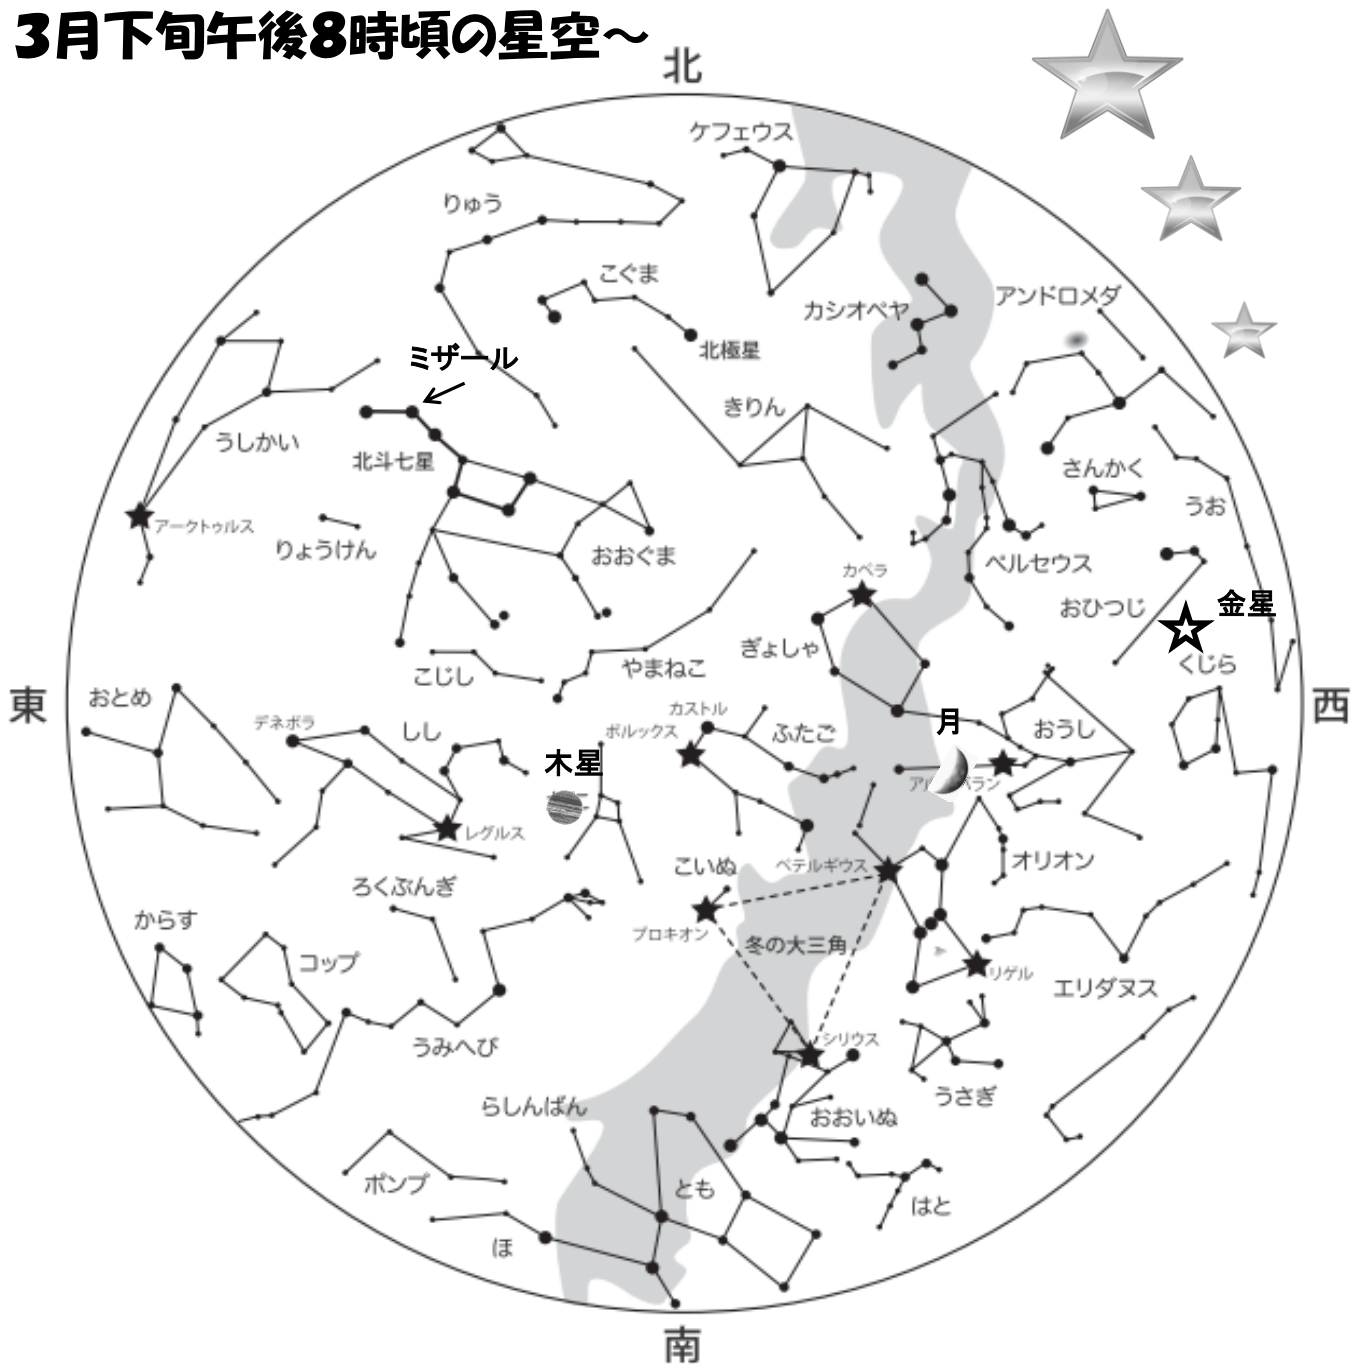 3月下旬午後8時頃の星空～
北
ケフェウス
りゅう
こぐま
アンドロメダ
カシオペヤ
北極星
ミザール
きりん
うしかい
北斗七星
さんかく
うお
アークトゥルス
りょうけん
おおぐま
ペルセウス
カペラ
おひつじ
金星
ぎょしゃ
くじら
こじし
やまねこ
東
おとめ
西
カストル
デネボラ
しし
ポルックス
ふたご
月
おうし
木星
アルデバラン
レグルス
こいぬ
ベテルギウス
オリオン
ろくぶんぎ
からす
プロキオン
冬の大三角
コップ
リゲル
エリダヌス
うみへび
シリウス
うさぎ
らしんばん
おおいぬ
ポンプ
とも
はと
ほ
南